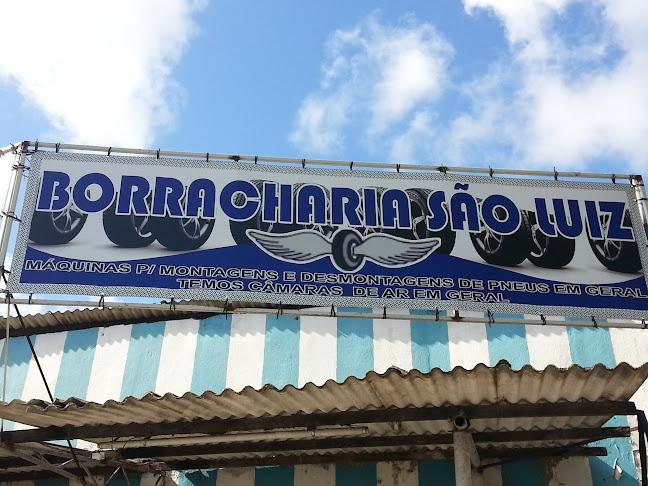 BORRACHARIA SÃO LUIZ
MÁQUINAS P/ MONTAGENS E DESMONTAGENS DE PNEUS EM GERAL
TEMOS CÂMARAS DE AR EM GERAL